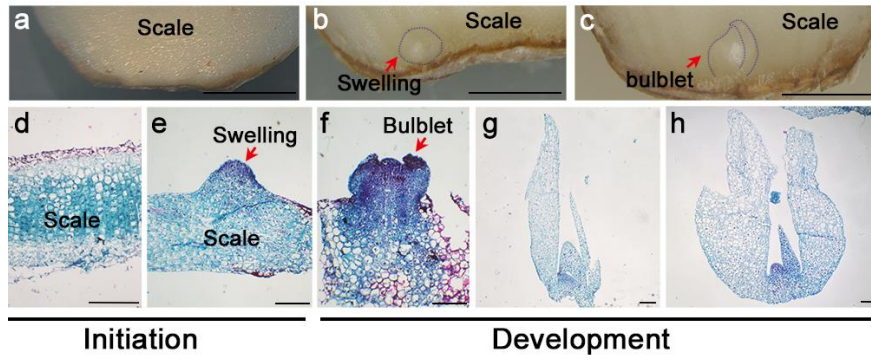 a Scale b Scale Swelling c Scale bulblet
d Scale e Swelling Scale f Bulblet g h
Initiation Development